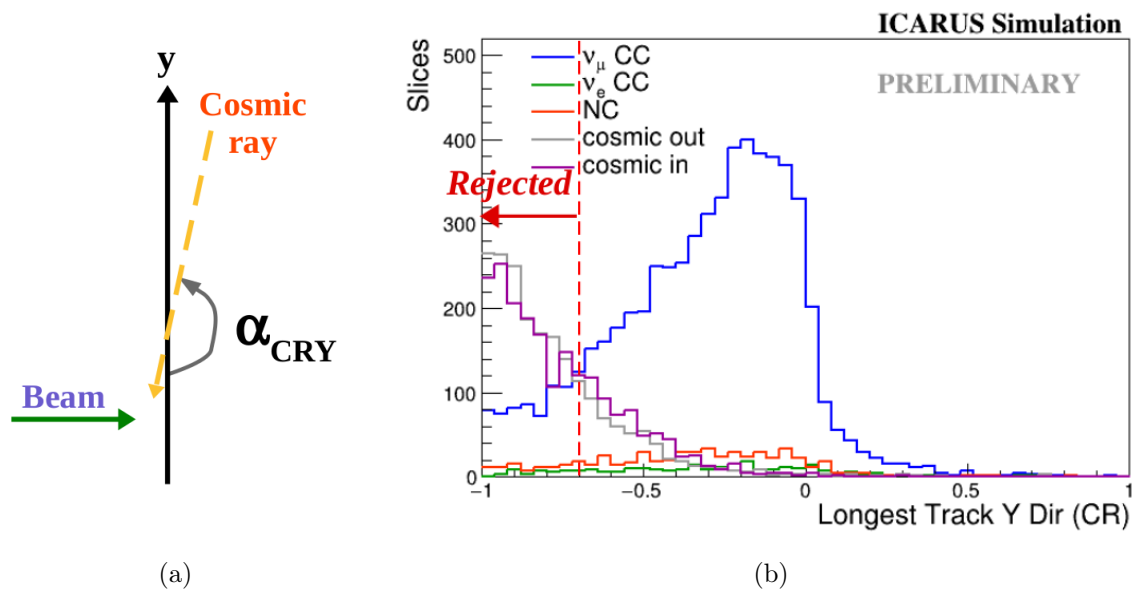 y
Cosmic
ray
α
CRY
Beam
(a)
ICARUS Simulation
PRELIMINARY
Slices
500
400
300
200
100
0
ν_μ CC
ν_e CC
NC
cosmic out
cosmic in
Rejected
−1
−0.5
0
0.5
1
Longest Track Y Dir (CR)
(b)